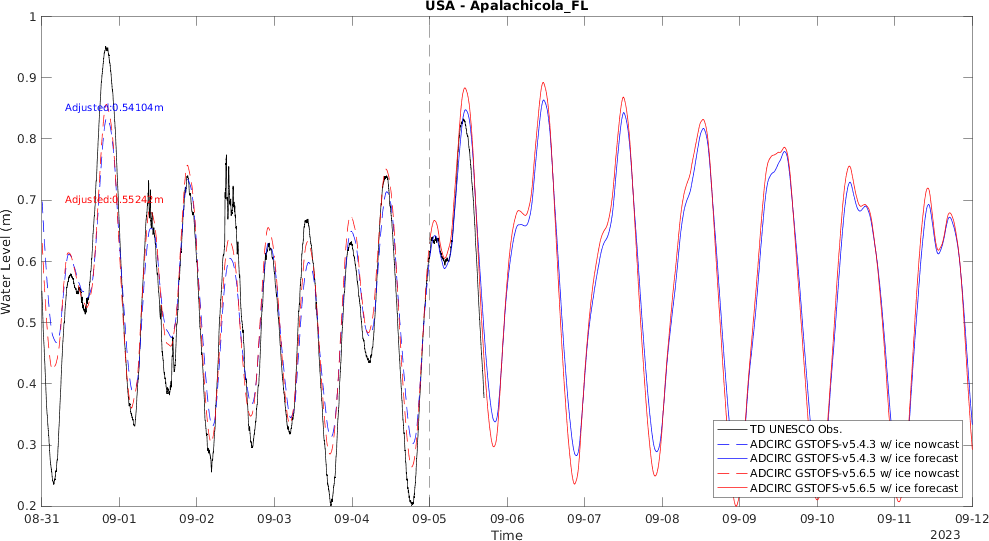 USA - Apalachicola_FL
1
0.9
Adjusted:0.54104m
0.8
0.7
Adjusted:0.55242m
Water Level (m)
0.6
0.5
0.4
0.3
0.2
TD UNESCO Obs.
ADCIRC GSTOFS-v5.4.3 w/ ice nowcast
ADCIRC GSTOFS-v5.4.3 w/ ice forecast
ADCIRC GSTOFS-v5.6.5 w/ ice nowcast
ADCIRC GSTOFS-v5.6.5 w/ ice forecast
08-31 09-01 09-02 09-03 09-04 09-05 09-06 09-07 09-08 09-09 09-10 09-11 09-12
Time
2023